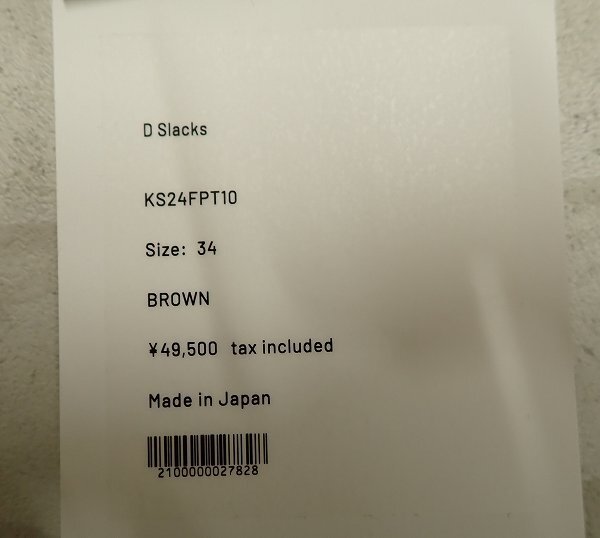 D Slacks
KS24FPT10
Size: 34
BROWN
¥49,500 tax included
Made in Japan
2100000027828